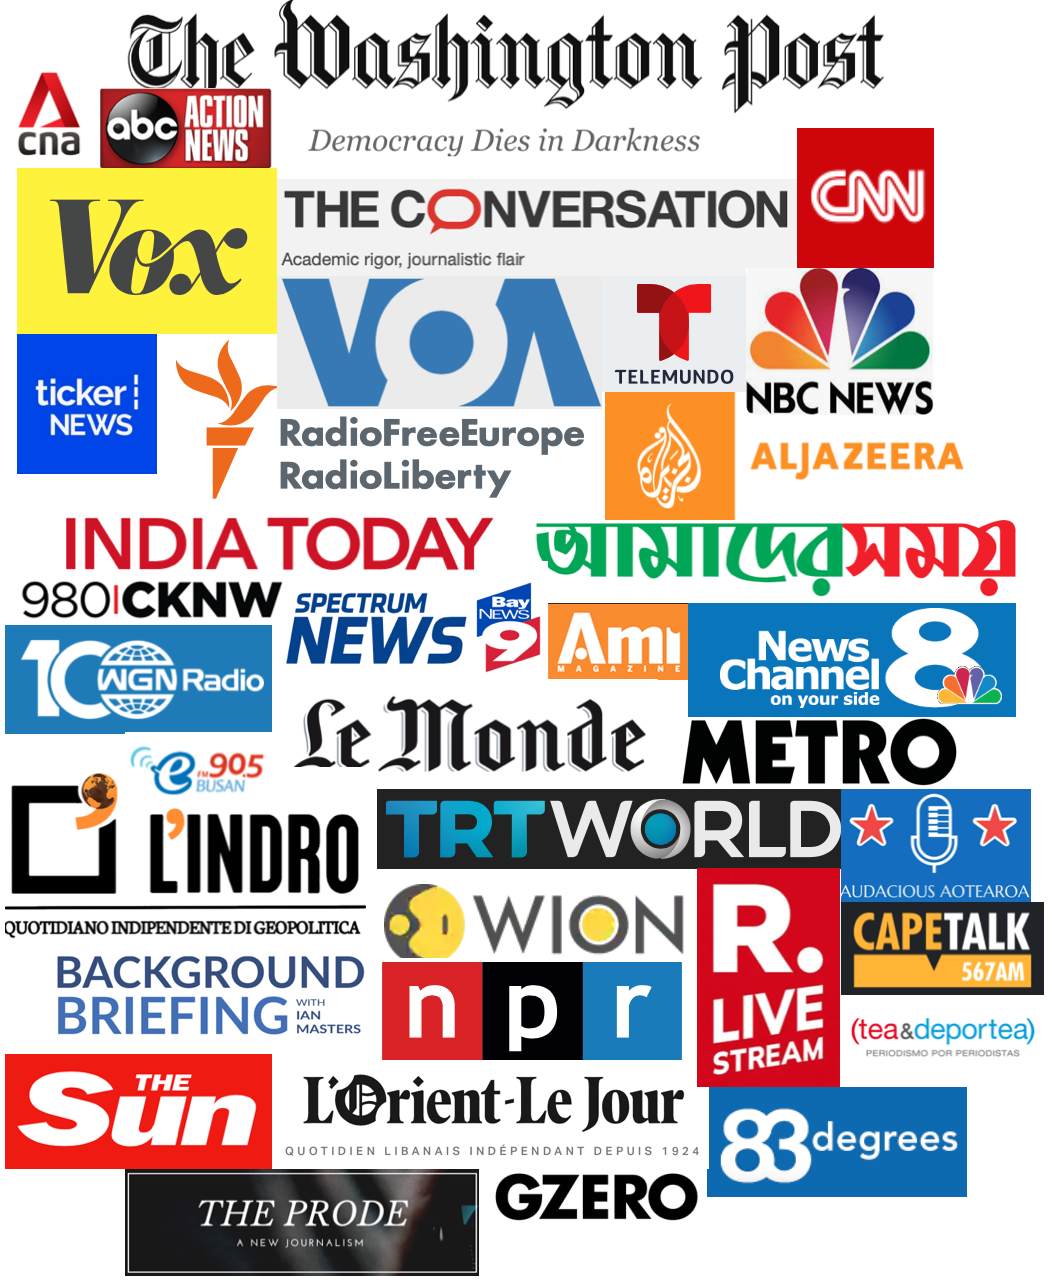 The Washington Post
Democracy Dies in Darkness
cna
abc ACTION
NEWS
CNN
Vox
THE CONVERSATION
Academic rigor, journalistic flair
VOA
TELEMUNDO
NBC NEWS
ticker
NEWS
RadioFreeEurope
RadioLiberty
ALJAZEERA
INDIA TODAY
আমাদের সময়
980 CKNW
SPECTRUM
NEWS
Bay
NEWS
9
Ami
MAGAZINE
News
Channel
on your side
8
100 WGN Radio
Le Monde
METRO
e FM 90.5
BUSAN
L'INDRO
QUOTIDIANO INDIPENDENTE DI GEOPOLITICA
TRT WORLD
AUDACIOUS AOTEAROA
WION
R.
LIVE
STREAM
CAPETALK
567AM
BACKGROUND
BRIEFING WITH
IAN
MASTERS
npr
(tea&deportea)
PERIODISMO POR PERIODISTAS
THE
Sun
L'Orient-Le Jour
QUOTIDIEN LIBANAIS INDÉPENDANT DEPUIS 1924
83degrees
THE PRODE
A NEW JOURNALISM
GZERO